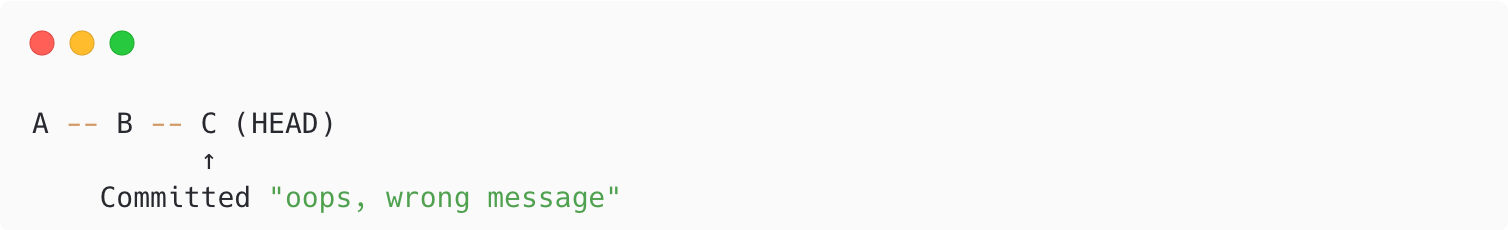 A -- B -- C (HEAD)
↑
Committed "oops, wrong message"